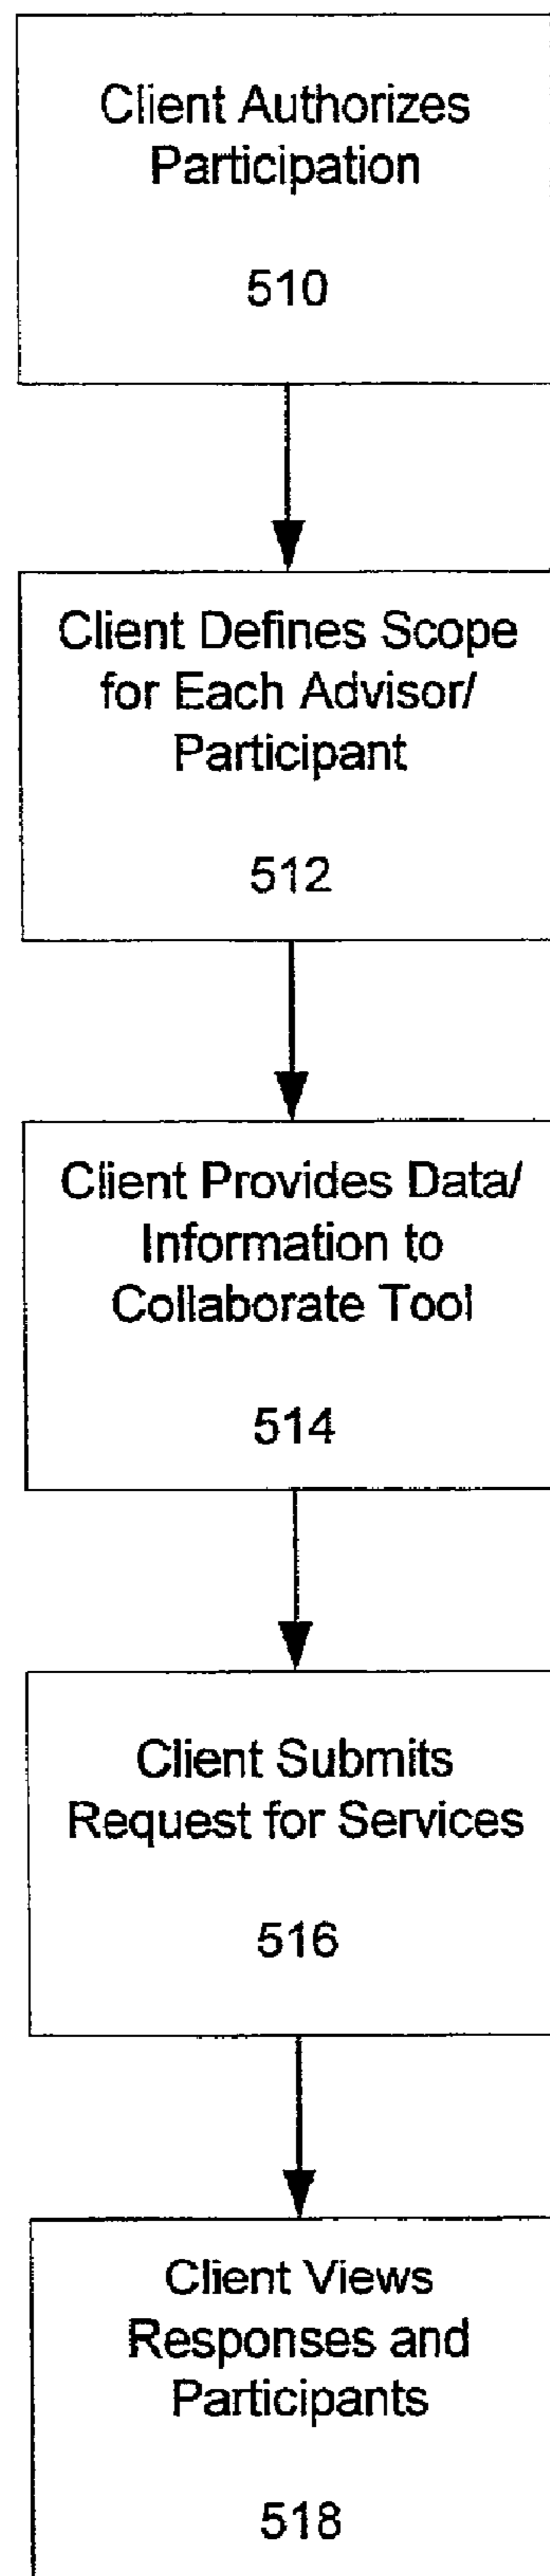 Client Authorizes
Participation
510
Client Defines Scope
for Each Advisor/
Participant
512
Client Provides Data/
Information to
Collaborate Tool
514
Client Submits
Request for Services
516
Client Views
Responses and
Participants
518